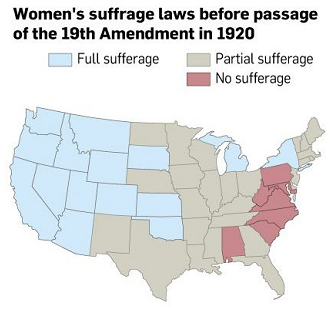 Women's suffrage laws before passage
of the 19th Amendment in 1920
Full sufferage
Partial sufferage
No sufferage